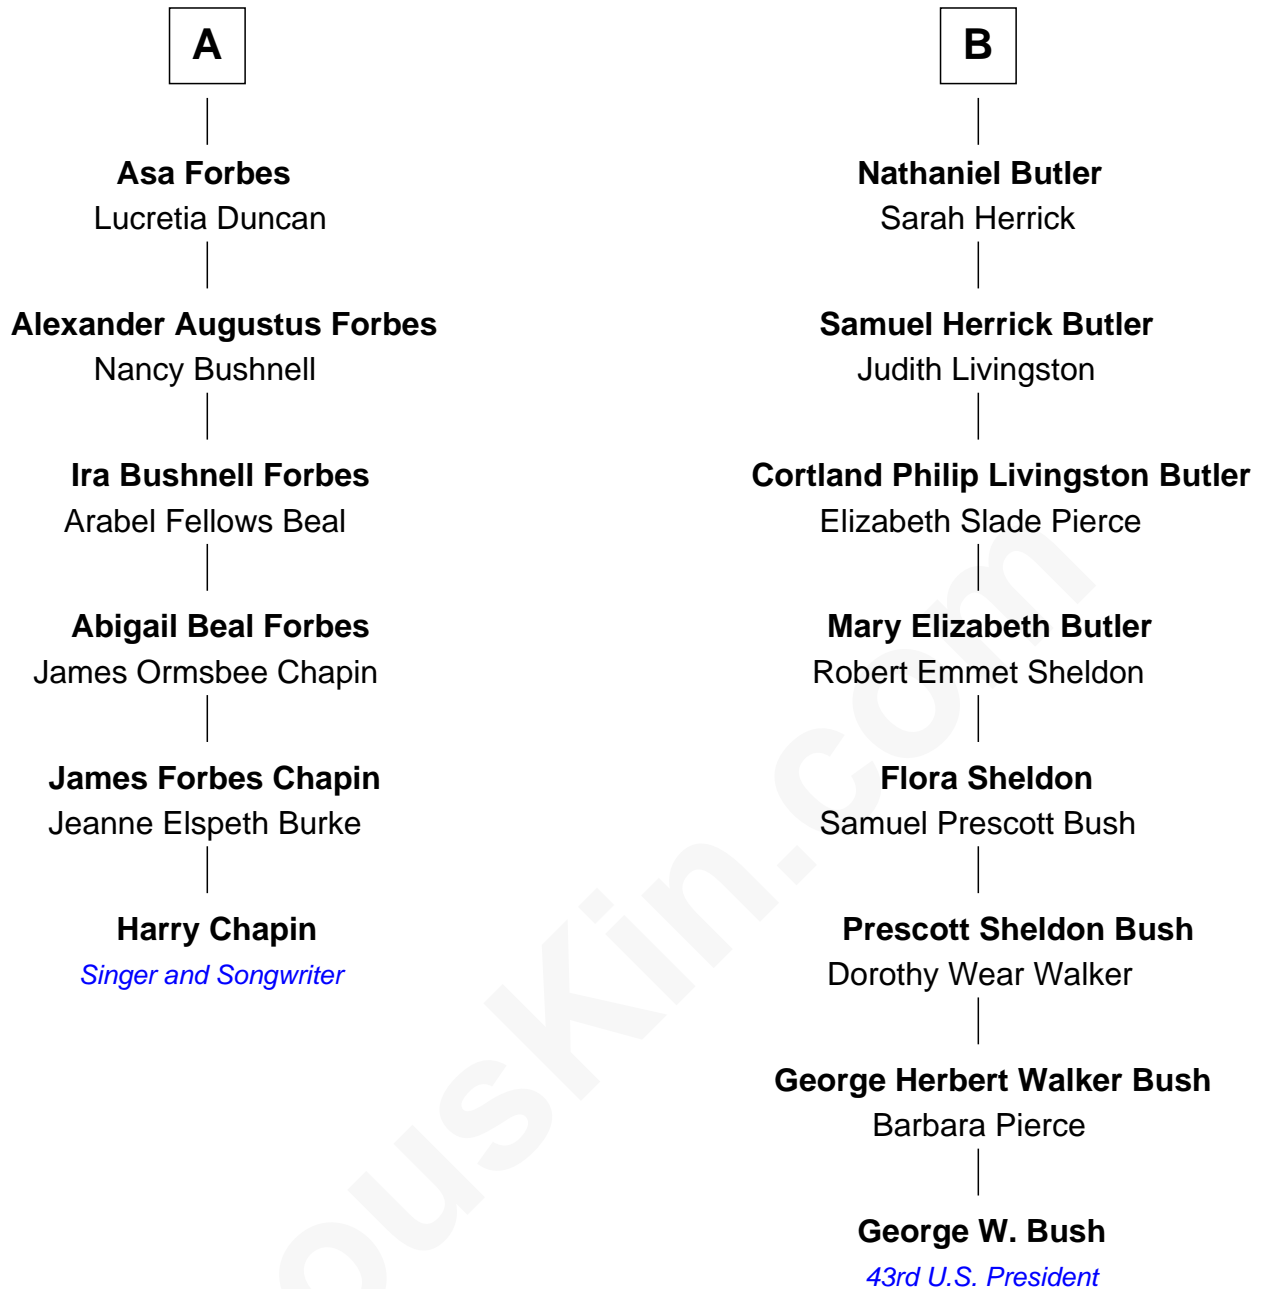 A
Asa Forbes
Lucretia Duncan
Alexander Augustus Forbes
Nancy Bushnell
Ira Bushnell Forbes
Arabel Fellows Beal
Abigail Beal Forbes
James Ormsbee Chapin
James Forbes Chapin
Jeanne Elspeth Burke
Harry Chapin
Singer and Songwriter
B
Nathaniel Butler
Sarah Herrick
Samuel Herrick Butler
Judith Livingston
Cortland Philip Livingston Butler
Elizabeth Slade Pierce
Mary Elizabeth Butler
Robert Emmet Sheldon
Flora Sheldon
Samuel Prescott Bush
Prescott Sheldon Bush
Dorothy Wear Walker
George Herbert Walker Bush
Barbara Pierce
George W. Bush
43rd U.S. President
ousKin.com